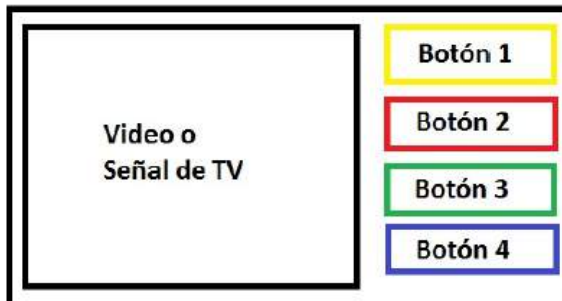 Video o
Señal de TV
Botón 1
Botón 2
Botón 3
Botón 4